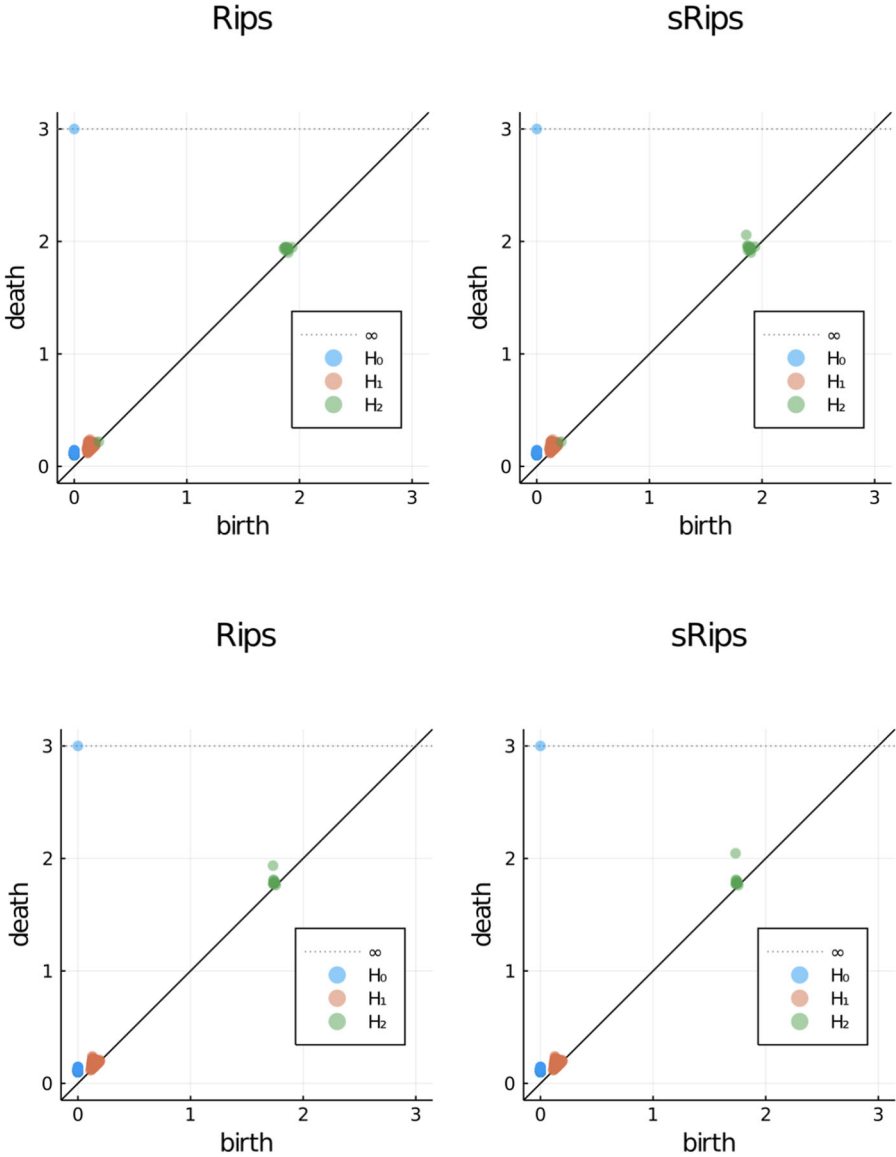 Rips
sRips
3
2
1
0
death
0 1 2 3
birth
∞
H₀
H₁
H₂
3
2
1
0
death
0 1 2 3
birth
∞
H₀
H₁
H₂
Rips
sRips
3
2
1
0
death
0 1 2 3
birth
∞
H₀
H₁
H₂
3
2
1
0
death
0 1 2 3
birth
∞
H₀
H₁
H₂